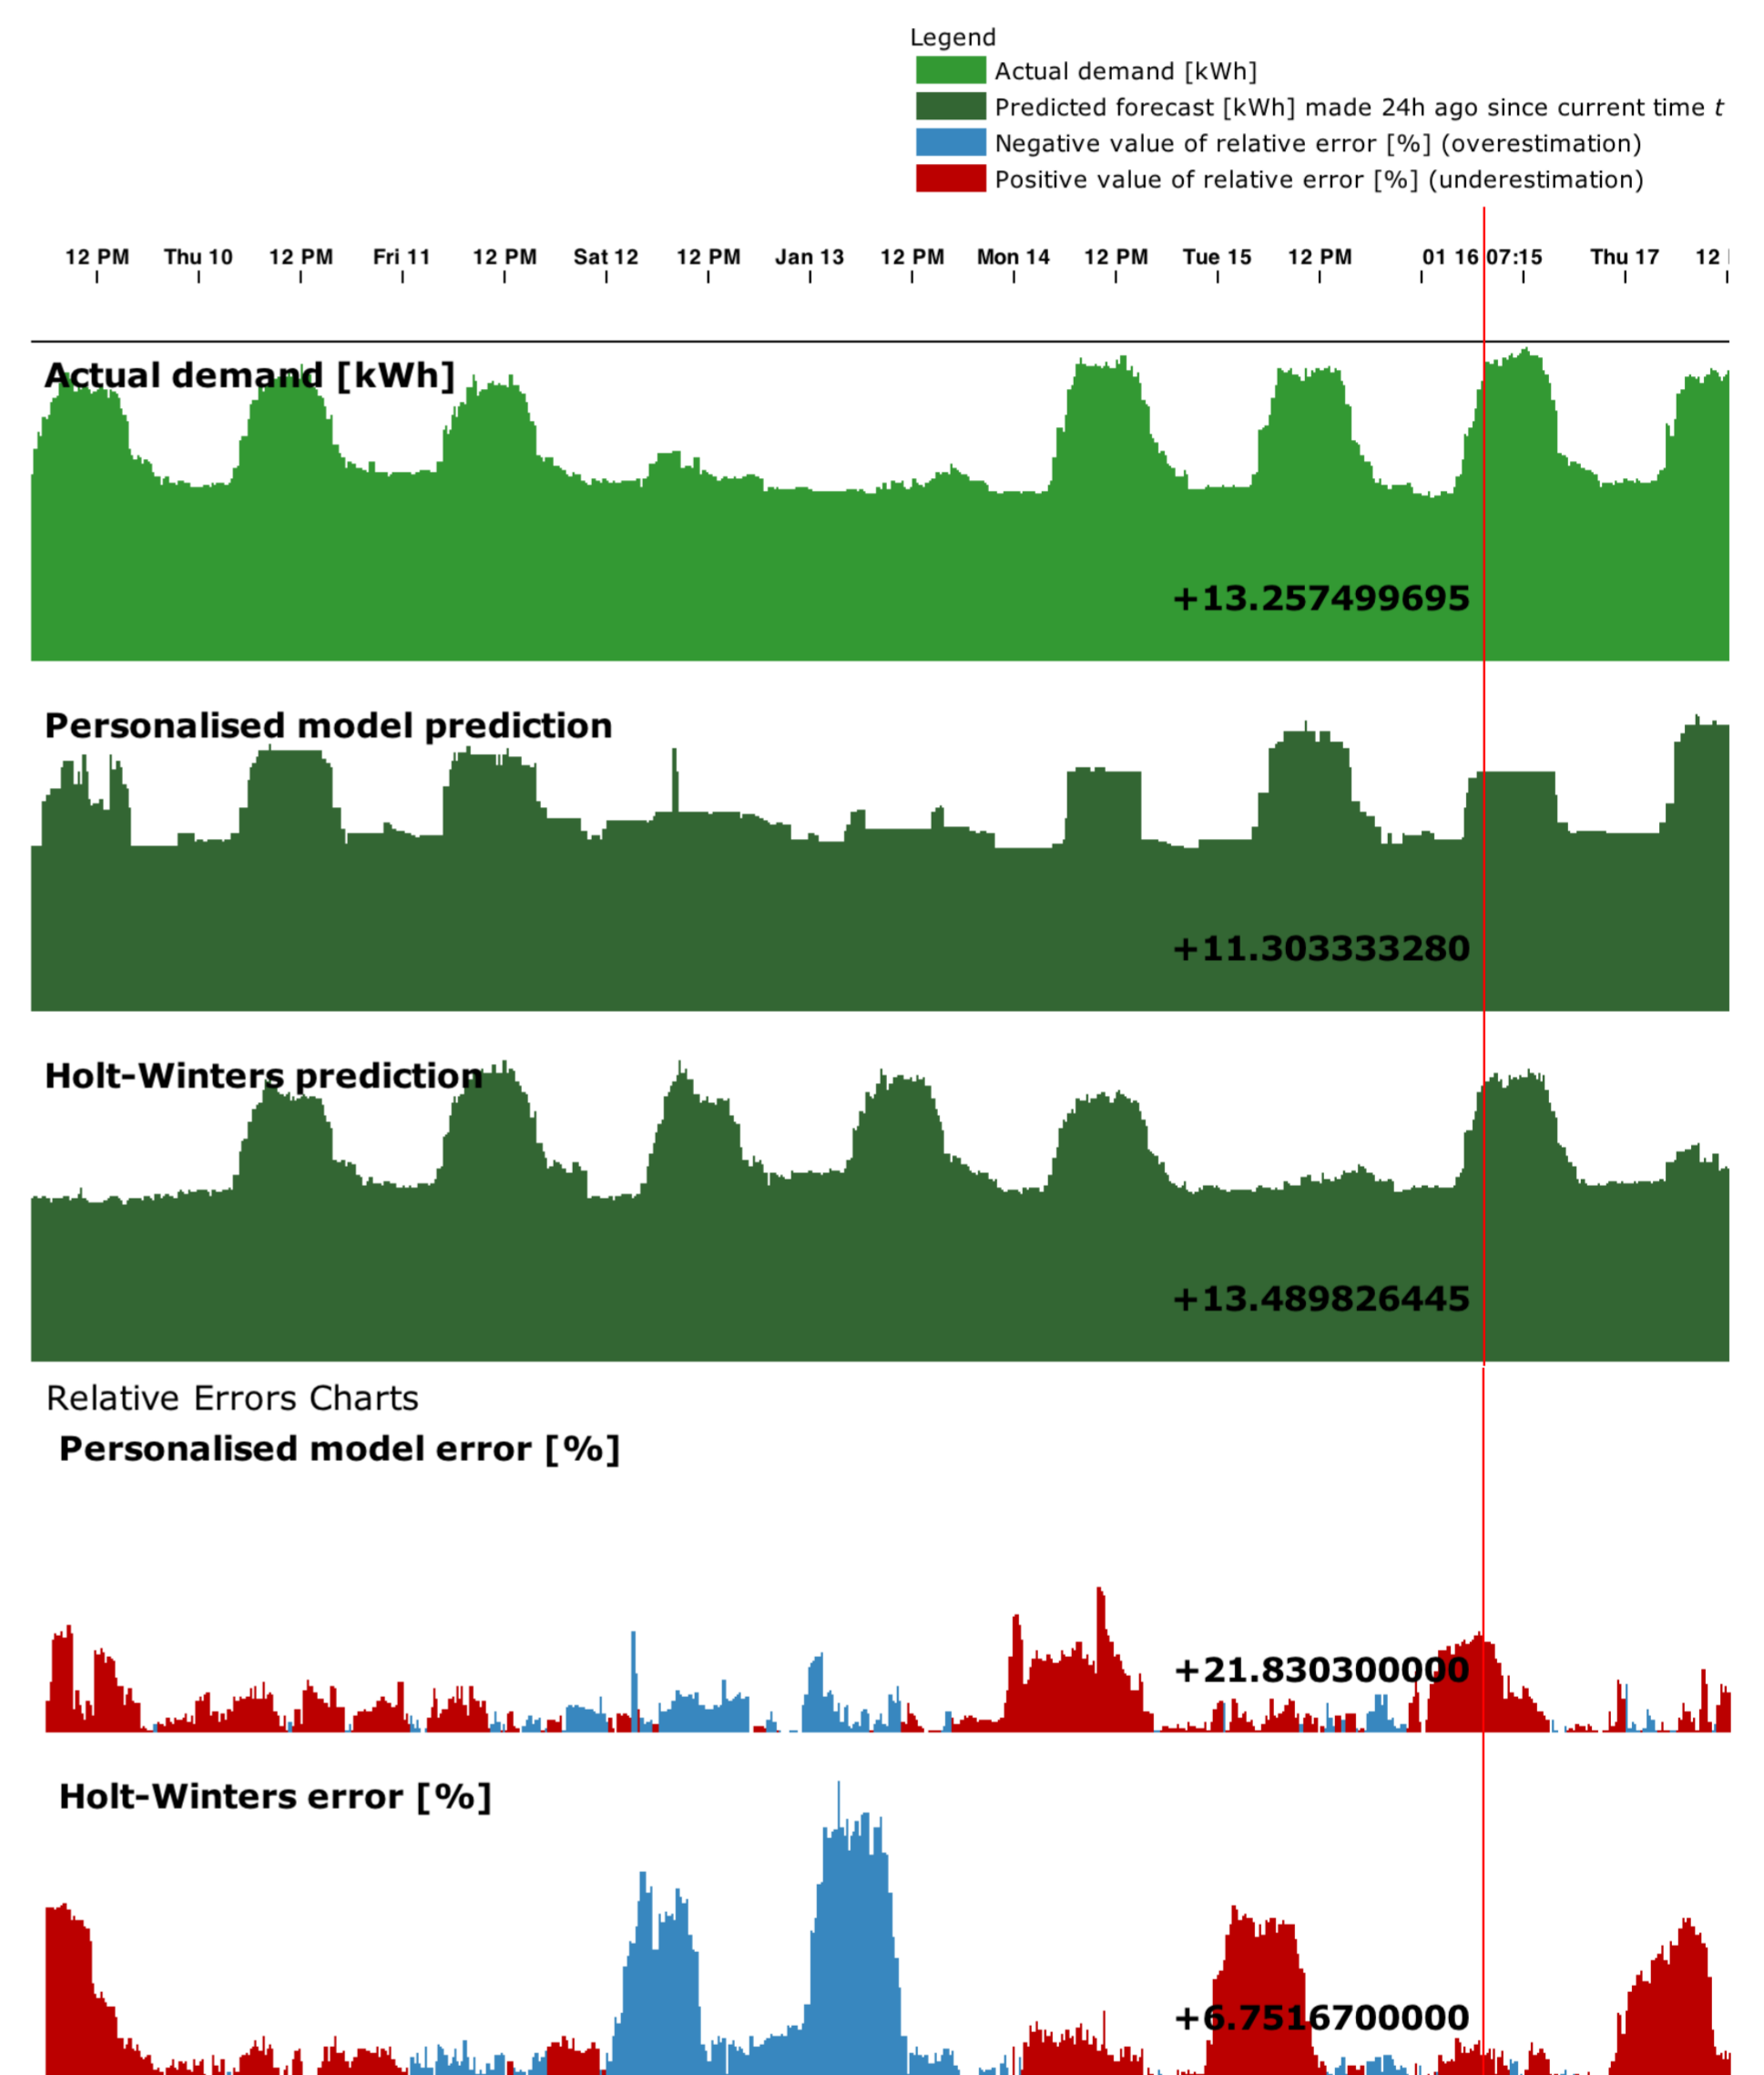 Legend
Actual demand [kWh]
Predicted forecast [kWh] made 24h ago since current time t
Negative value of relative error [%] (overestimation)
Positive value of relative error [%] (underestimation)
12 PM Thu 10 12 PM Fri 11 12 PM Sat 12 12 PM Jan 13 12 PM Mon 14 12 PM Tue 15 12 PM 01 16 07:15 Thu 17 12
Actual demand [kWh]
+13.257499695
Personalised model prediction
+11.303333280
Holt-Winters prediction
+13.489826445
Relative Errors Charts
Personalised model error [%]
+21.830300000
Holt-Winters error [%]
+6.7516700000